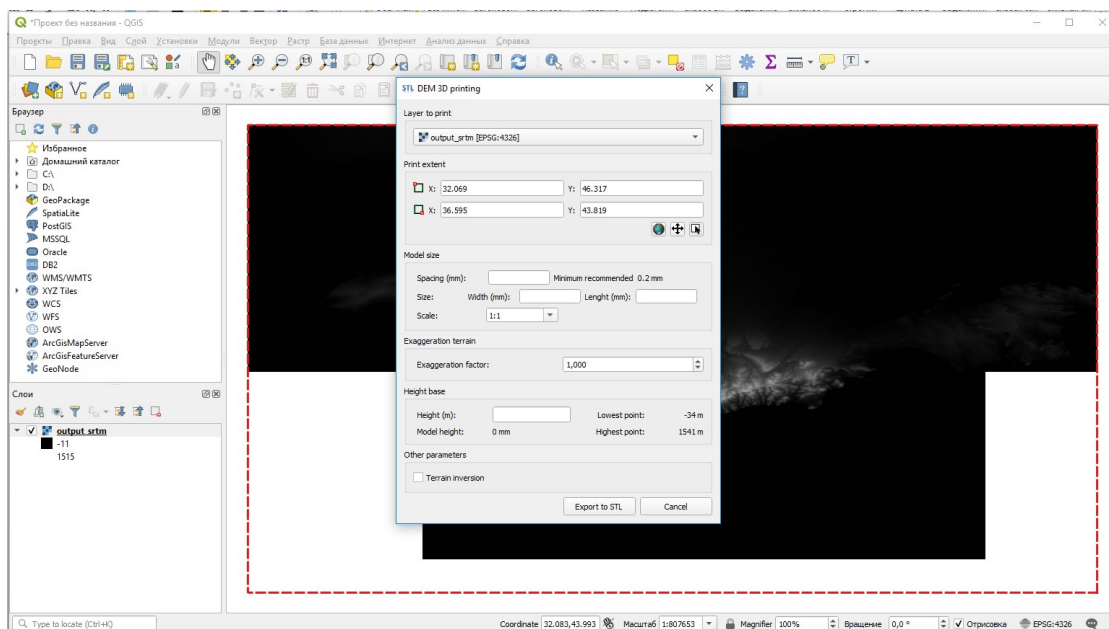 *Проект без названия - QGIS
Проекты Правка Вид Слой Установки Модули Вектор Растр База данных Интернет Анализ данных Справка
Браузер
Избранное
Домашний каталог
C:\
D:\
GeoPackage
SpatiaLite
PostGIS
MSSQL
Oracle
DB2
WMS/WMTS
XYZ Tiles
WCS
WFS
OWS
ArcGisMapServer
ArcGisFeatureServer
GeoNode
Слои
output_srtm
-11
1515
STL DEM 3D printing
Layer to print
output_srtm [EPSG:4326]
Print extent
X: 32.069 Y: 46.317
X: 36.595 Y: 43.819
Model size
Spacing (mm): Minimum recommended 0.2 mm
Size: Width (mm): Lenght (mm):
Scale: 1:1
Exaggeration terrain
Exaggeration factor: 1,000
Height base
Height (m): Lowest point: -34 m
Model height: 0 mm Highest point: 1541 m
Other parameters
Terrain inversion
Export to STL Cancel
Type to locate (Ctrl+K) Coordinate 32.083,43.993 Масштаб 1:807653 Magnifier 100% Вращение 0,0 ° Отрисовка EPSG:4326